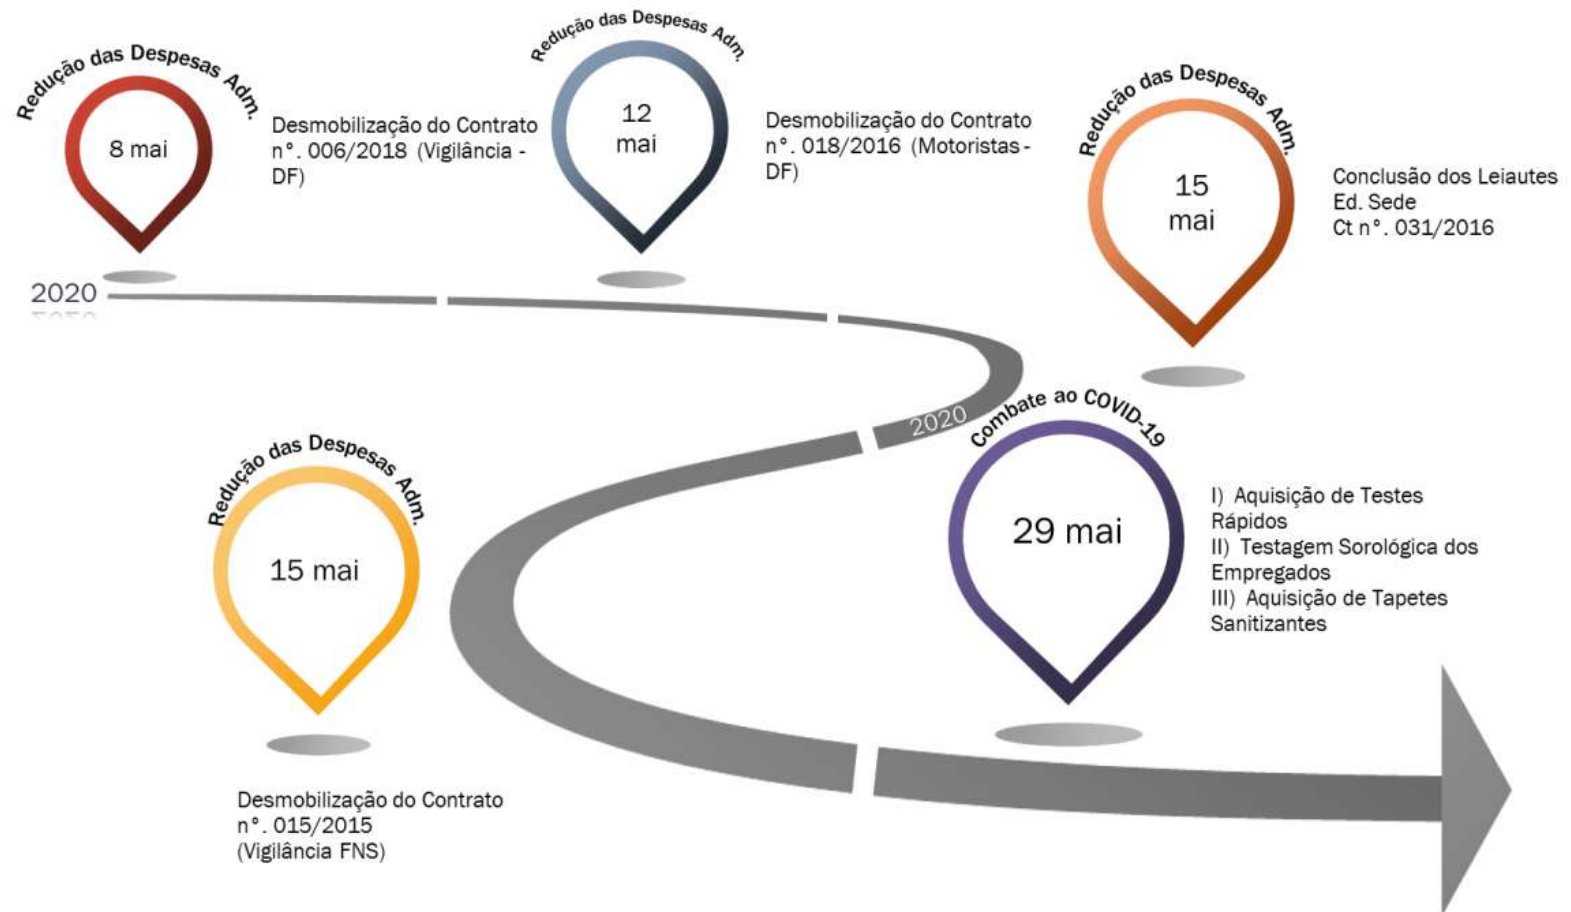 Redução das Despesas Adm.
8 mai
Desmobilização do Contrato
n°. 006/2018 (Vigilância -
DF)
Redução das Despesas Adm.
12
mai
Desmobilização do Contrato
n°. 018/2016 (Motoristas -
DF)
Redução das Despesas Adm.
15
mai
Conclusão dos Leiautes
Ed. Sede
Ct n°. 031/2016
2020
2020
Combate ao COVID-19
29 mai
I) Aquisição de Testes
Rápidos
II) Testagem Sorológica dos
Empregados
III) Aquisição de Tapetes
Sanitizantes
Redução das Despesas Adm.
15 mai
Desmobilização do Contrato
n°. 015/2015
(Vigilância FNS)